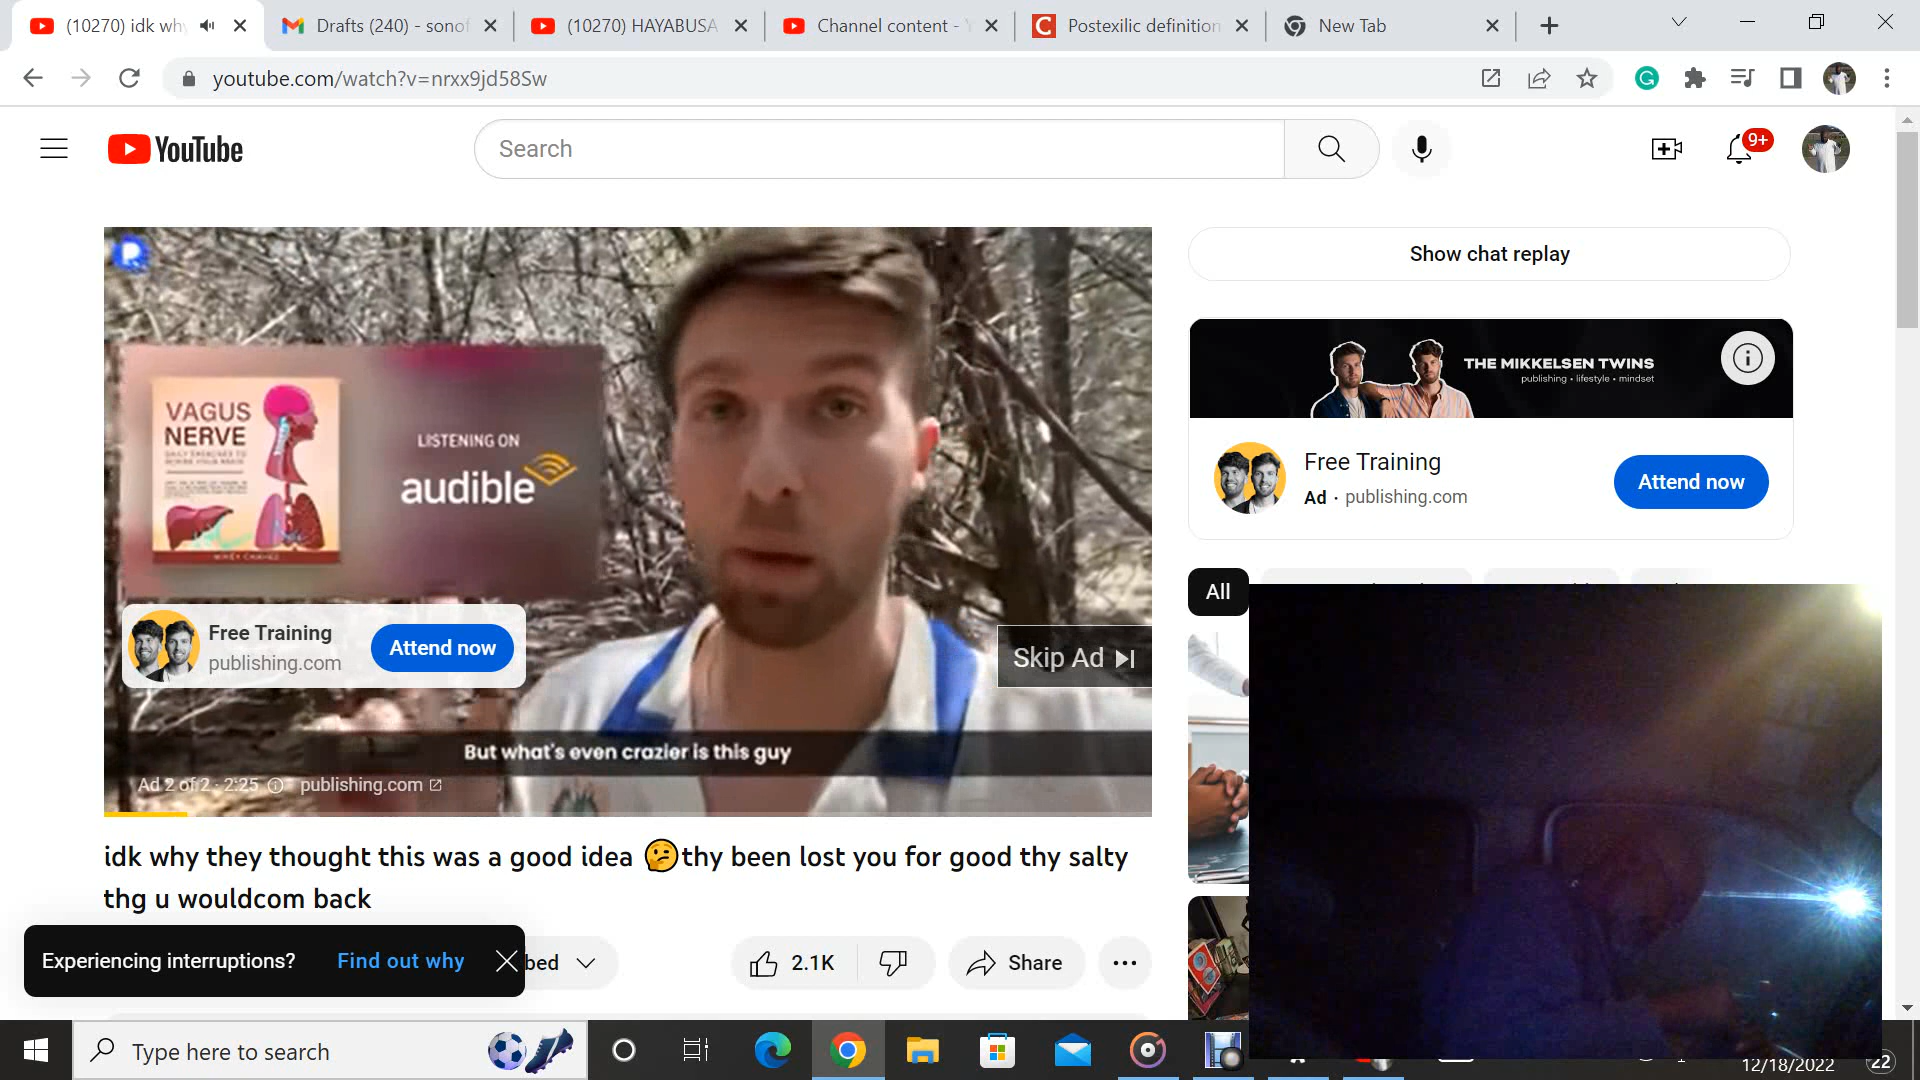 (10270) idk wh
Drafts (240) - sonof
(10270) HAYABUSA
Channel content - Y
Postexilic definition
New Tab
youtube.com/watch?v=nrxx9jd58Sw
YouTube
Search
9+
Show chat replay
VAGUS
NERVE
LISTENING ON
audible
THE MIKKELSEN TWINS
publishing • lifestyle • mindset
Free Training
Ad · publishing.com
Attend now
All
Free Training
publishing.com
Attend now
Skip Ad
But what's even crazier is this guy
Ad 2 of 2 · 2:25
publishing.com
idk why they thought this was a good idea 🤔thy been lost you for good thy salty
thg u wouldcom back
Experiencing interruptions?
Find out why
bed
2.1K
Share
Type here to search
12/18/2022
22